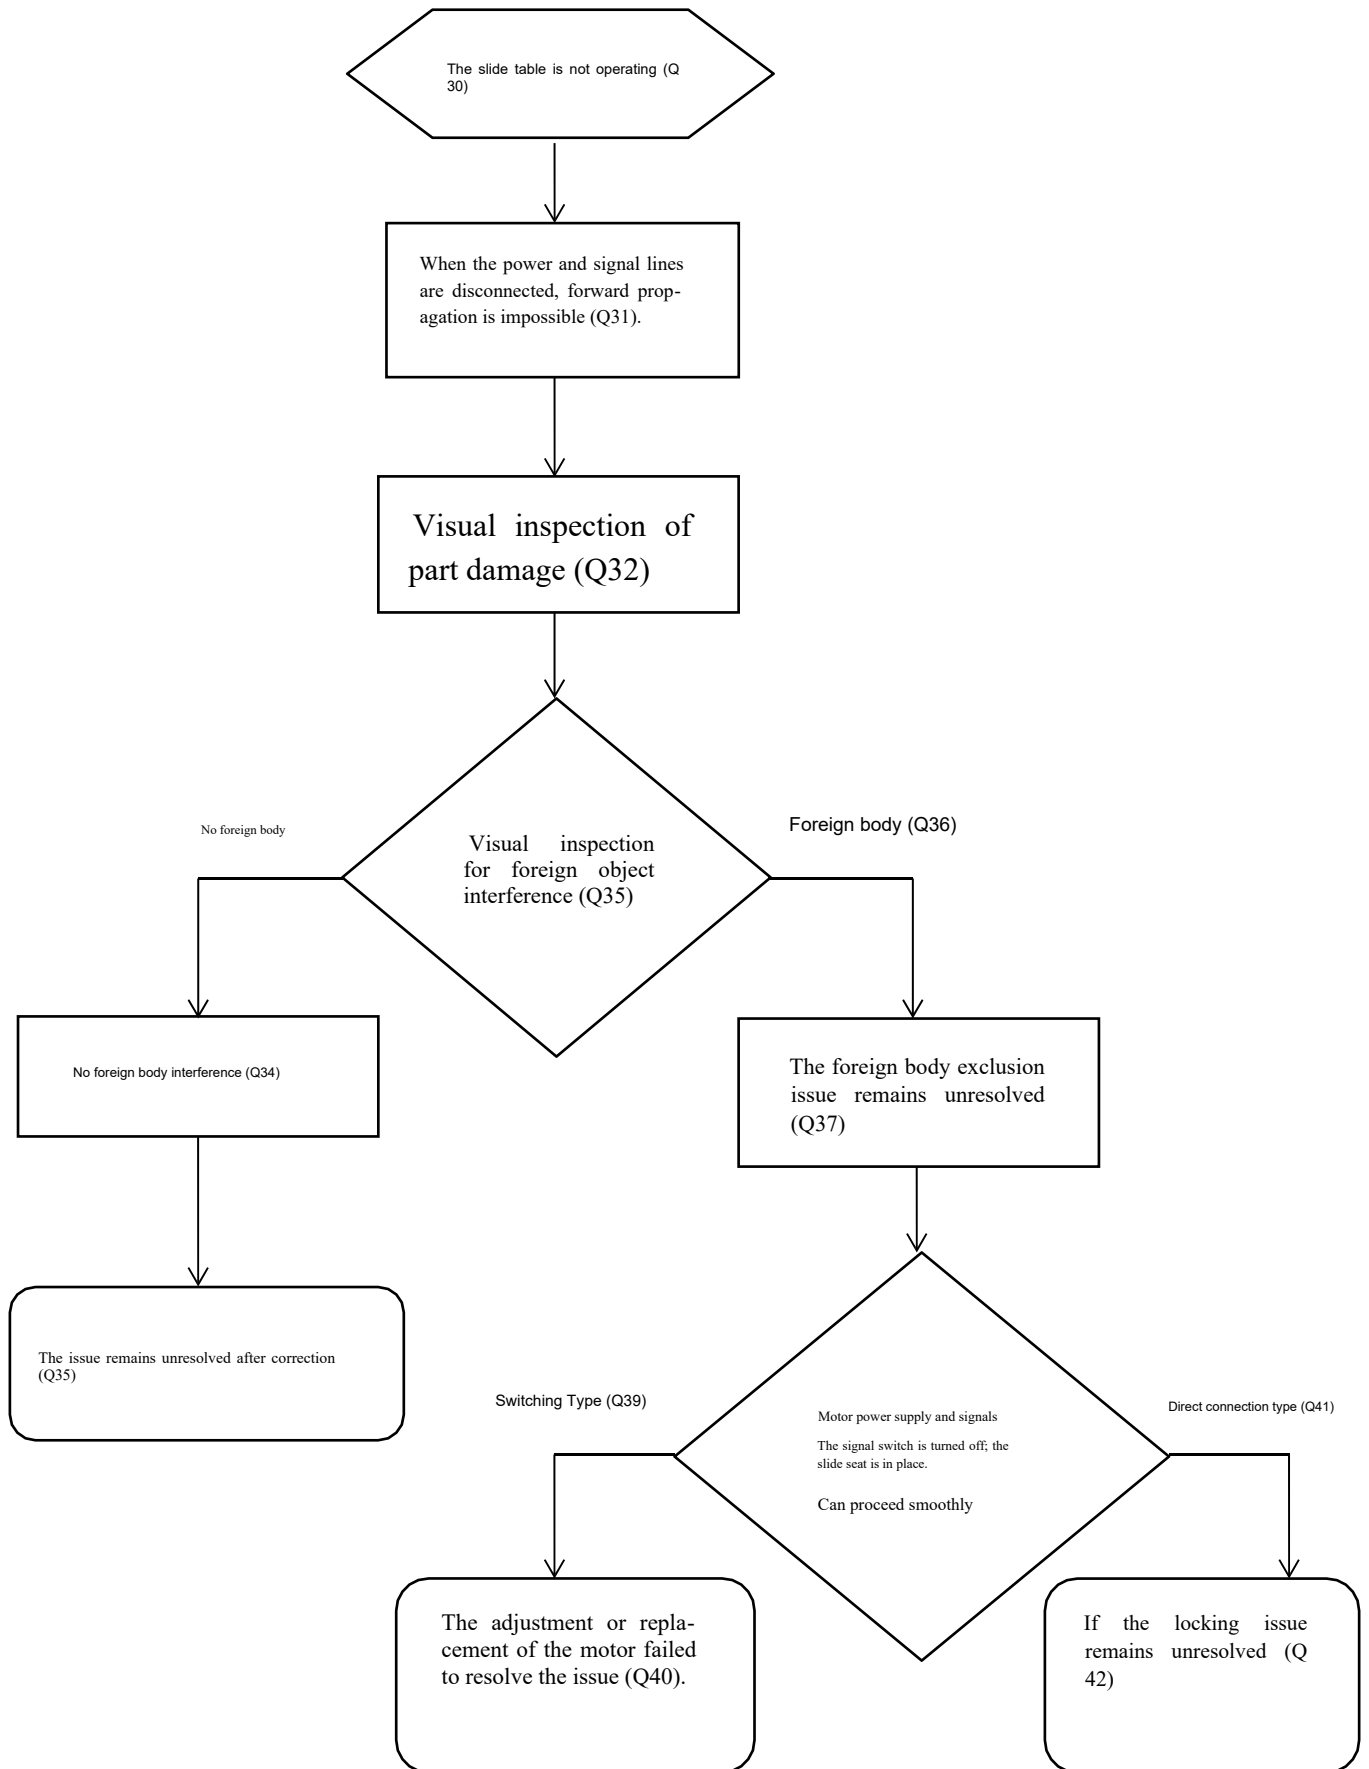 The slide table is not operating (Q
30)
When the power and signal lines
are disconnected, forward prop-
agation is impossible (Q31).
Visual inspection of
part damage (Q32)
No foreign body
Visual inspection
for foreign object
interference (Q35)
Foreign body (Q36)
No foreign body interference (Q34)
The foreign body exclusion
issue remains unresolved
(Q37)
The issue remains unresolved after correction
(Q35)
Switching Type (Q39)
Motor power supply and signals
The signal switch is turned off; the
slide seat is in place.
Can proceed smoothly
Direct connection type (Q41)
The adjustment or repla-
cement of the motor failed
to resolve the issue (Q40).
If the locking issue
remains unresolved (Q
42)